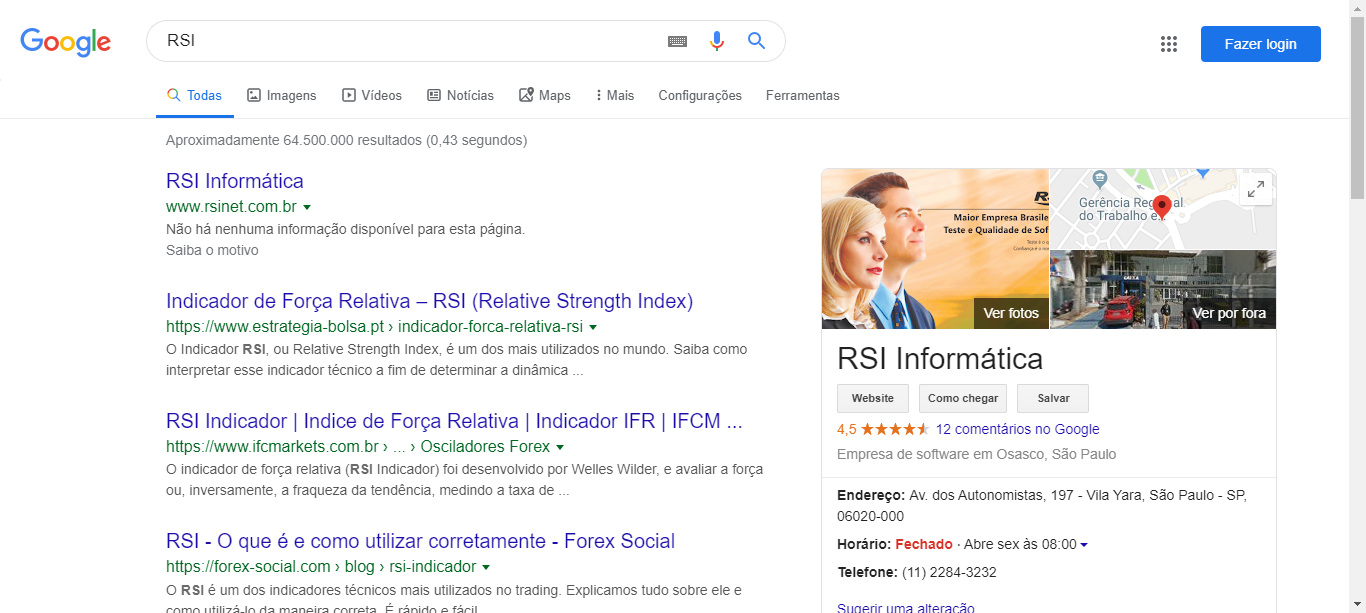 Google
RSI
Fazer login
Todas
Imagens
Vídeos
Notícias
Maps
Mais
Configurações
Ferramentas
Aproximadamente 64.500.000 resultados (0,43 segundos)
RSI Informática
www.rsinet.com.br
Não há nenhuma informação disponível para esta página.
Saiba o motivo
Indicador de Força Relativa – RSI (Relative Strength Index)
https://www.estrategia-bolsa.pt › indicador-forca-relativa-rsi
O Indicador RSI, ou Relative Strength Index, é um dos mais utilizados no mundo. Saiba como
interpretar esse indicador técnico a fim de determinar a dinâmica ...
RSI Indicador | Indice de Força Relativa | Indicador IFR | IFCM ...
https://www.ifcmarkets.com.br › ... › Osciladores Forex
O indicador de força relativa (RSI Indicador) foi desenvolvido por Welles Wilder, e avaliar a força
ou, inversamente, a fraqueza da tendência, medindo a taxa de ...
RSI - O que é e como utilizar corretamente - Forex Social
https://forex-social.com › blog › rsi-indicador
O RSI é um dos indicadores técnicos mais utilizados no trading. Explicamos tudo sobre ele e
como utilizá-lo da maneira correta. É rápido e fácil
Maior Empresa Brasile
Teste e Qualidade de Sof
Ver fotos
Gerência Reg al
do Trabalho e...
CAIXA
Ver por fora
RSI Informática
Website
Como chegar
Salvar
4,5
12 comentários no Google
Empresa de software em Osasco, São Paulo
Endereço: Av. dos Autonomistas, 197 - Vila Yara, São Paulo - SP,
06020-000
Horário: Fechado · Abre sex às 08:00
Telefone: (11) 2284-3232
Sugerir uma alteração